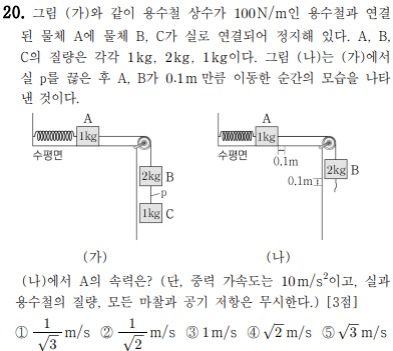 20. 그림 (가)와 같이 용수철 상수가 100N/m인 용수철과 연결
된 물체 A에 물체 B, C가 실로 연결되어 정지해 있다. A, B,
C의 질량은 각각 1kg, 2kg, 1kg이다. 그림 (나)는 (가)에서
실 p를 끊은 후 A, B가 0.1m만큼 이동한 순간의 모습을 나타
낸 것이다.
A
1kg
수평면
2kg B
p
1kg C
(가)
A
1kg
수평면
0.1m
0.1m
2kg B
(나)
(나)에서 A의 속력은? (단, 중력 가속도는 10m/s²이고, 실과
용수철의 질량, 모든 마찰과 공기 저항은 무시한다.) [3점]
① 1/√3 m/s ② 1/√2 m/s ③ 1m/s ④ √2 m/s ⑤ √3 m/s